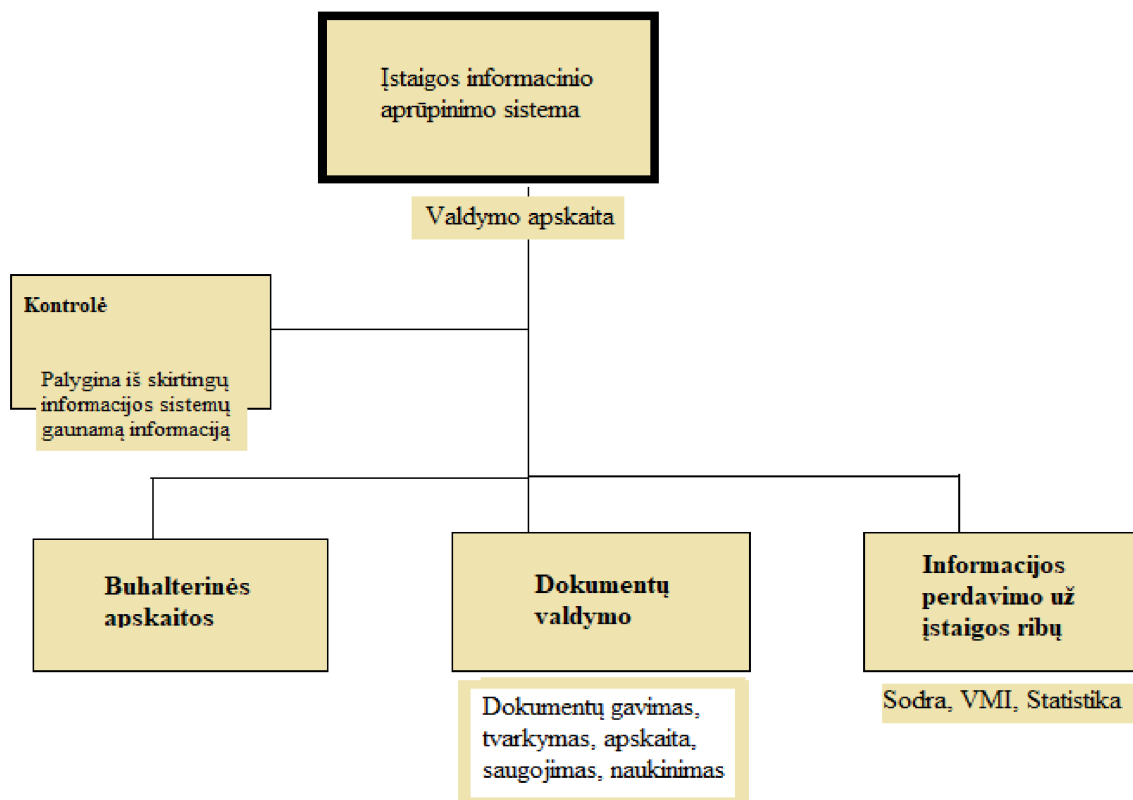 Įstaigos informacinio
aprūpinimo sistema
Valdymo apskaita
Kontrolė
Palygina iš skirtingų
informacijos sistemų
gaunamą informaciją
Buhalterinės
apskaitos
Dokumentų
valdymo
Informacijos
perdavimo už
įstaigos ribų
Dokumentų gavimas,
tvarkymas, apskaita,
saugojimas, naukinimas
Sodra, VMI, Statistika